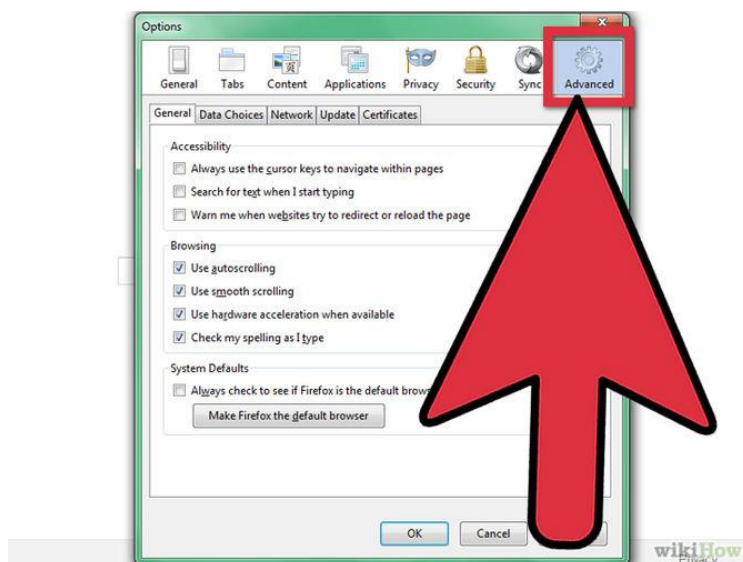 Options
General Tabs Content Applications Privacy Security Sync Advanced
General Data Choices Network Update Certificates
Accessibility
Always use the cursor keys to navigate within pages
Search for text when I start typing
Warn me when websites try to redirect or reload the page
Browsing
Use autoscrolling
Use smooth scrolling
Use hardware acceleration when available
Check my spelling as I type
System Defaults
Always check to see if Firefox is the default
Make Firefox the default browser
OK Cancel
wikiHow
Privacy